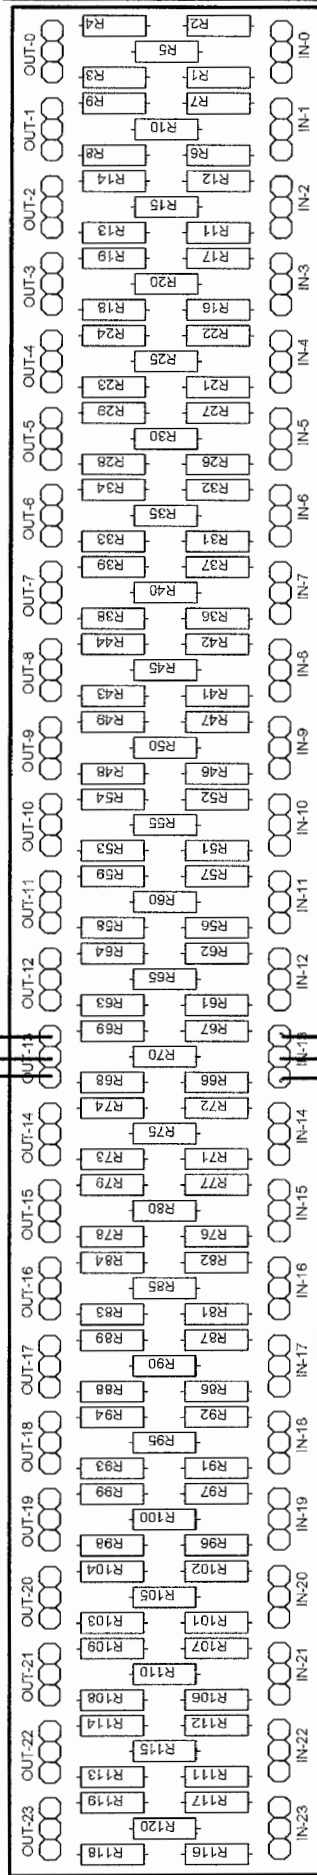 OUT-0 R4 R2 IN-0
R5
R3 R1
OUT-1 R9 R7 IN-1
R10
R8 R6
OUT-2 R14 R12 IN-2
R15
R13 R11
OUT-3 R19 R17 IN-3
R20
R18 R16
OUT-4 R24 R22 IN-4
R25
R23 R21
OUT-5 R29 R27 IN-5
R30
R28 R26
OUT-6 R34 R32 IN-6
R35
R33 R31
OUT-7 R39 R37 IN-7
R40
R38 R36
OUT-8 R44 R42 IN-8
R45
R43 R41
OUT-9 R49 R47 IN-9
R50
R48 R46
OUT-10 R54 R52 IN-10
R55
R53 R51
OUT-11 R59 R57 IN-11
R60
R58 R56
OUT-12 R64 R62 IN-12
R65
R63 R61
OUT-13 R69 R67 IN-13
R70
R68 R66
OUT-14 R74 R72 IN-14
R75
R73 R71
OUT-15 R79 R77 IN-15
R80
R78 R76
OUT-16 R84 R82 IN-16
R85
R83 R81
OUT-17 R89 R87 IN-17
R90
R88 R86
OUT-18 R94 R92 IN-18
R95
R93 R91
OUT-19 R99 R97 IN-19
R100
R98 R96
OUT-20 R104 R102 IN-20
R105
R103 R101
OUT-21 R109 R107 IN-21
R110
R108 R106
OUT-22 R114 R112 IN-22
R115
R113 R111
OUT-23 R119 R117 IN-23
R120
R118 R116